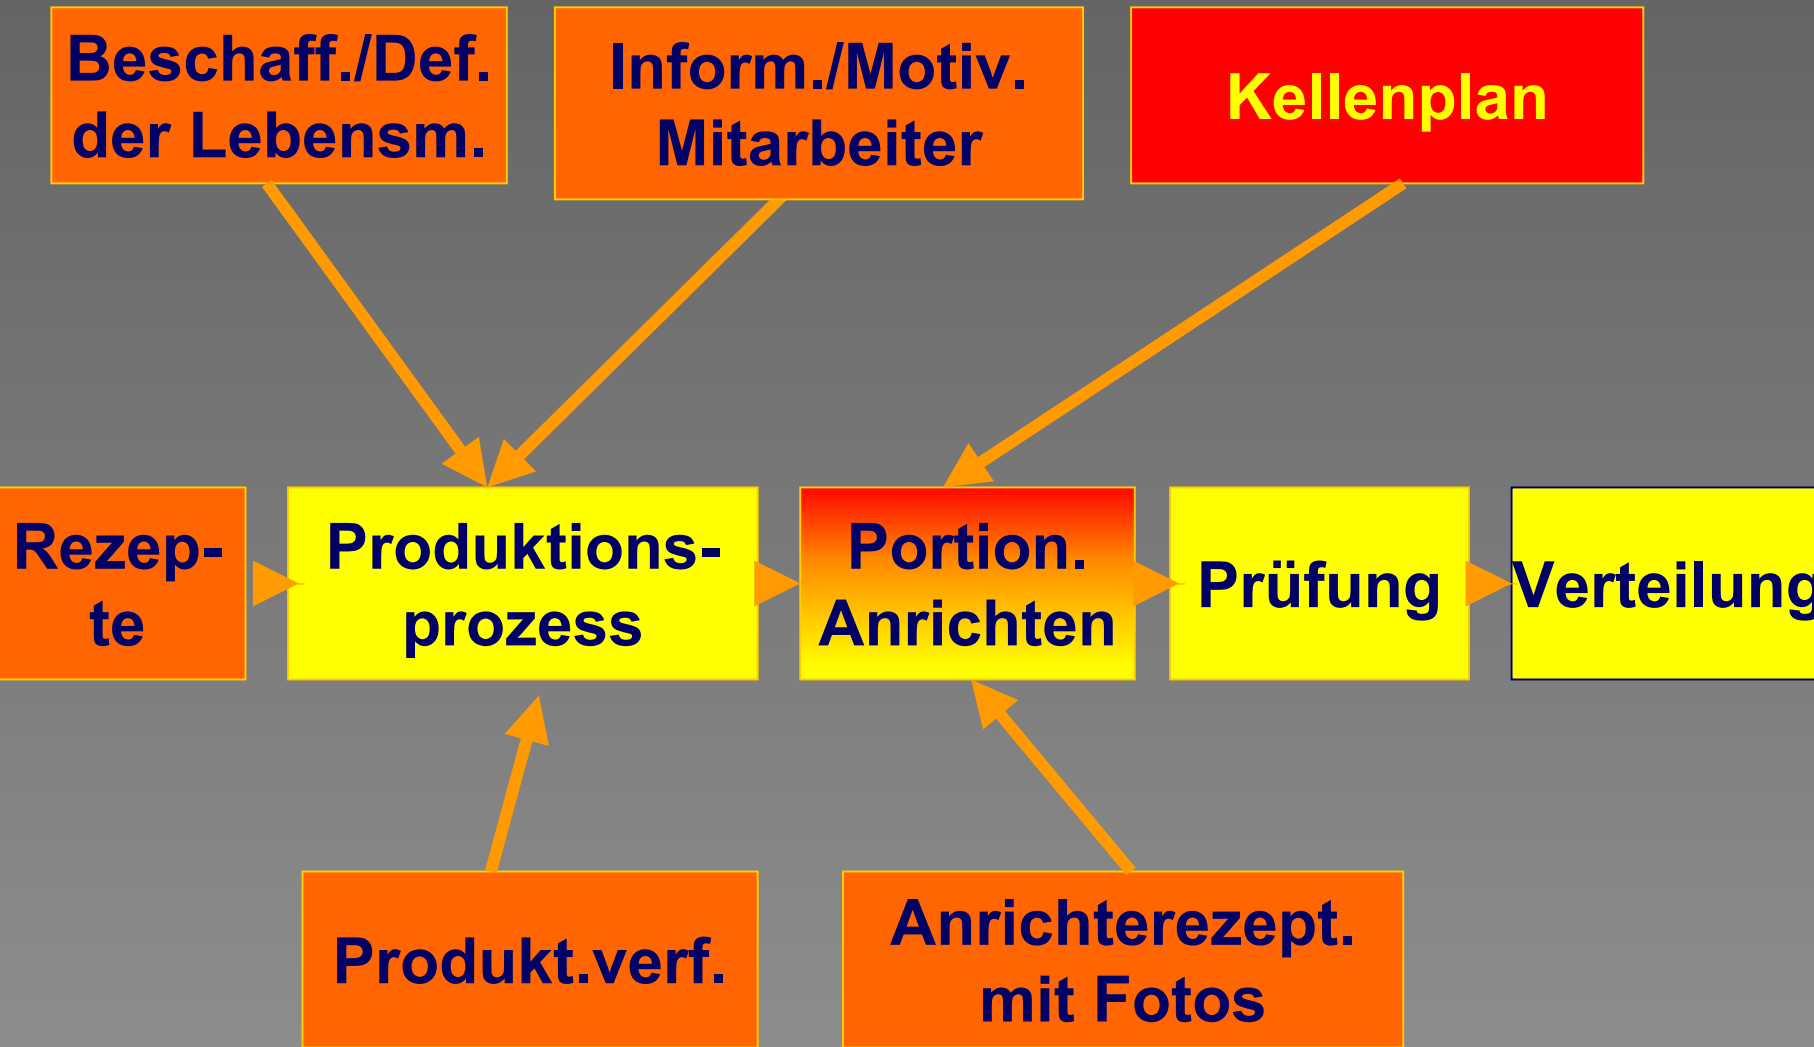 Beschaff./Def.
der Lebensm.
Inform./Motiv.
Mitarbeiter
Kellenplan
Rezep-
te
Produktions-
prozess
Portion.
Anrichten
Prüfung
Verteilung
Produkt.verf.
Anrichterezept.
mit Fotos